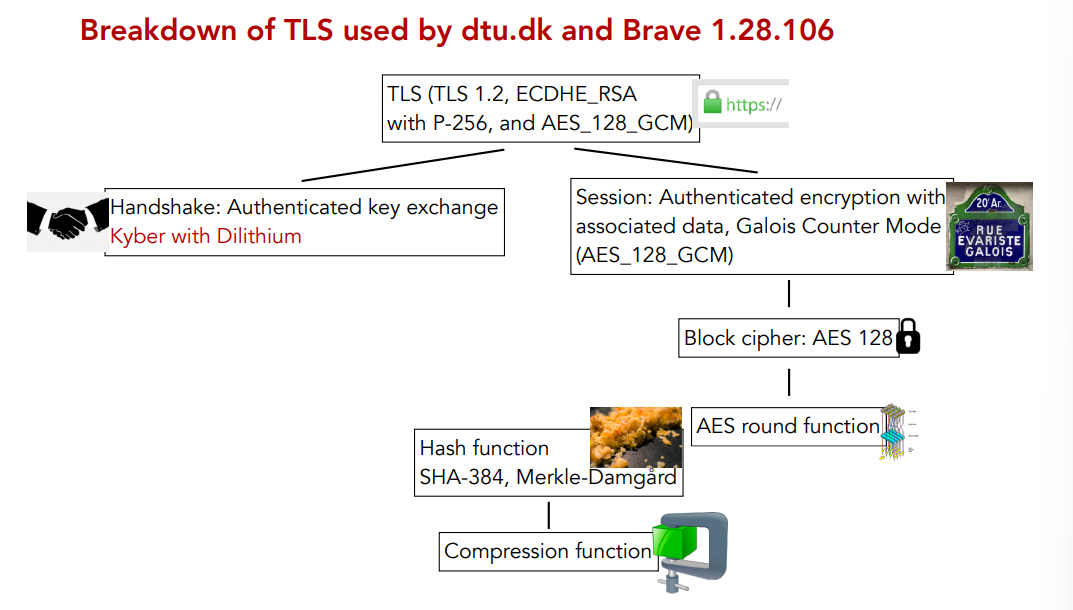 Breakdown of TLS used by dtu.dk and Brave 1.28.106
TLS (TLS 1.2, ECDHE_RSA
with P-256, and AES_128_GCM)
https://
Handshake: Authenticated key exchange
Kyber with Dilithium
Session: Authenticated encryption with
associated data, Galois Counter Mode
(AES_128_GCM)
20e Ar.
RUE
EVARISTE
GALOIS
Block cipher: AES 128
AES round function
Hash function
SHA-384, Merkle-Damgård
Compression function